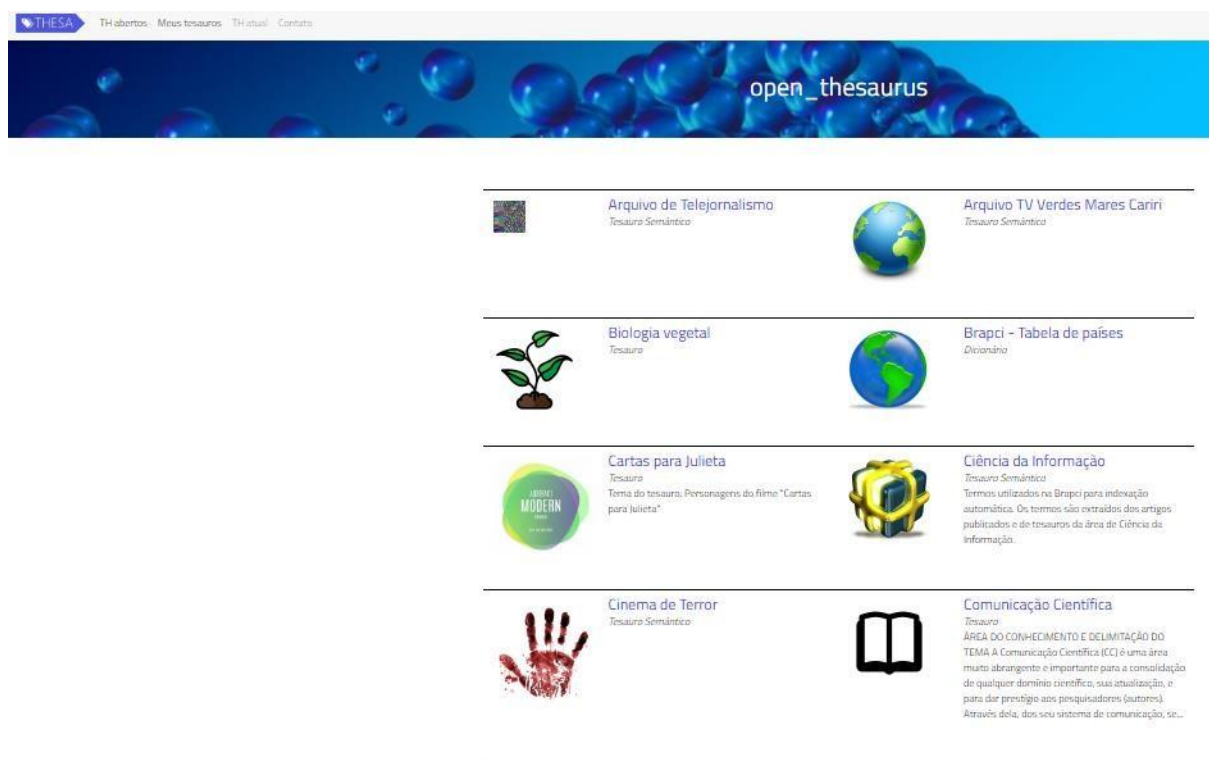 THESA
TH abertos Meus tesauros TH atual Contato
open_thesaurus
Arquivo de Telejornalismo
Tesauro Semântico
Arquivo TV Verdes Mares Cariri
Tesauro Semântico
Biologia vegetal
Tesauro
Brapci - Tabela de países
Dicionário
Cartas para Julieta
Tesauro
Tema do tesauro: Personagens do filme "Cartas
para Julieta"
MODERN
Ciência da Informação
Tesauro Semântico
Termos utilizados na Brapci para indexação
automática. Os termos são extraídos dos artigos
publicados e de tesauros da área de Ciência da
Informação.
Cinema de Terror
Tesauro Semântico
Comunicação Científica
Tesauro
ÁREA DO CONHECIMENTO E DELIMITAÇÃO DO
TEMA A Comunicação Científica (CC) é uma área
muito abrangente e importante para a consolidação
de qualquer domínio científico, sua atualização, e
para dar prestígio aos pesquisadores (autores).
Através dela, dos seu sistema de comunicação, se...